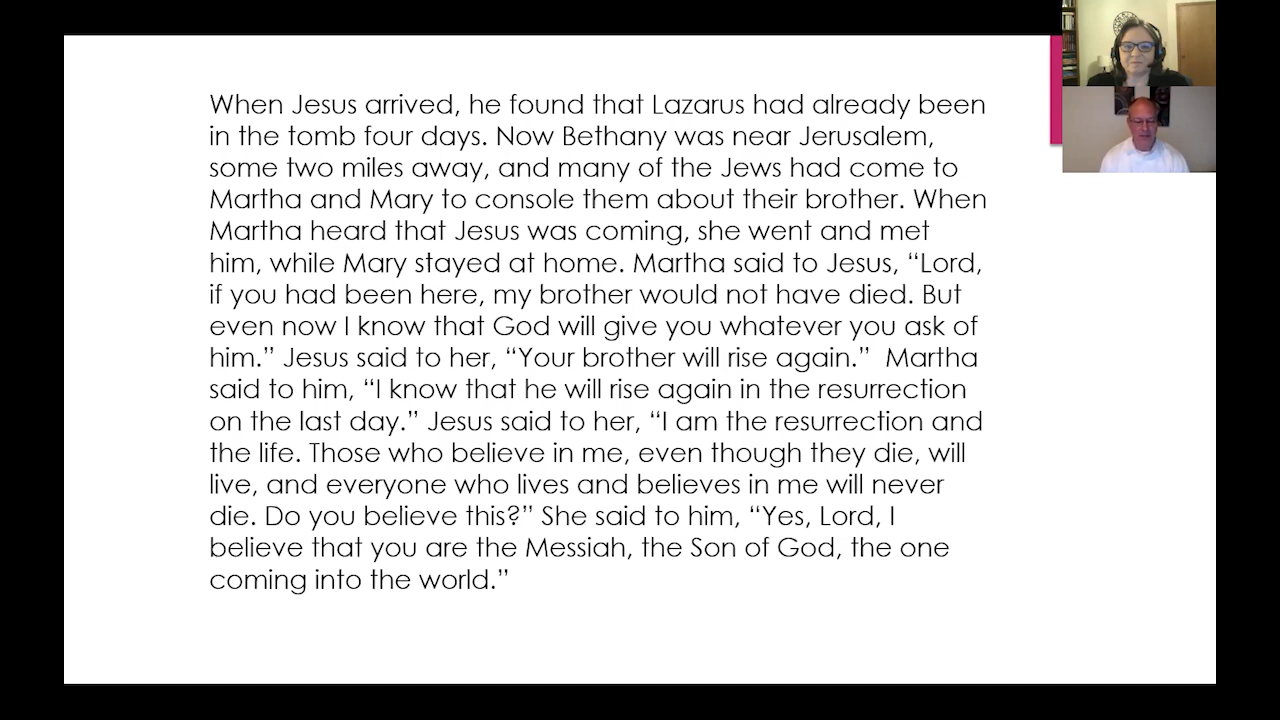 When Jesus arrived, he found that Lazarus had already been
in the tomb four days. Now Bethany was near Jerusalem,
some two miles away, and many of the Jews had come to
Martha and Mary to console them about their brother. When
Martha heard that Jesus was coming, she went and met
him, while Mary stayed at home. Martha said to Jesus, “Lord,
if you had been here, my brother would not have died. But
even now I know that God will give you whatever you ask of
him.” Jesus said to her, “Your brother will rise again.”  Martha
said to him, “I know that he will rise again in the resurrection
on the last day.” Jesus said to her, “I am the resurrection and
the life. Those who believe in me, even though they die, will
live, and everyone who lives and believes in me will never
die. Do you believe this?” She said to him, “Yes, Lord, I
believe that you are the Messiah, the Son of God, the one
coming into the world.”